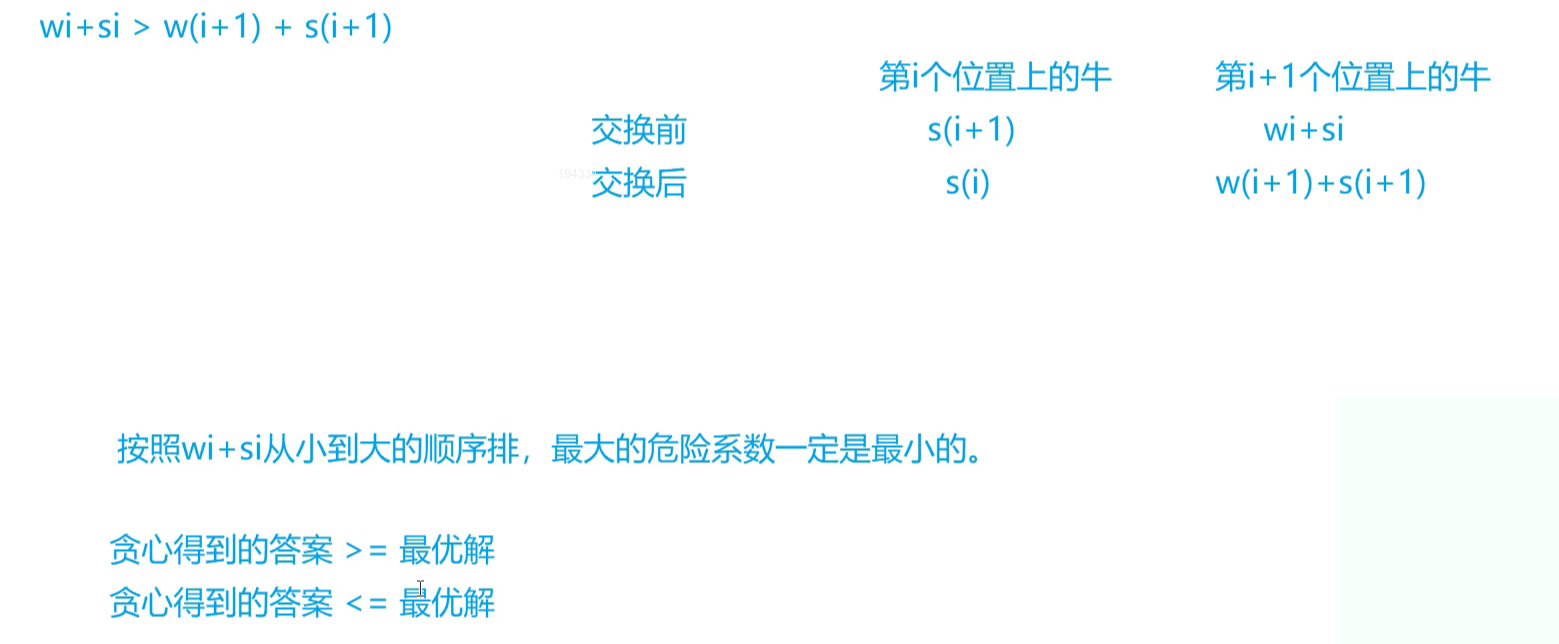 wi+si > w(i+1) + s(i+1)
第i个位置上的牛 第i+1个位置上的牛
交换前 s(i+1) wi+si
交换后 s(i) w(i+1)+s(i+1)
按照wi+si从小到大的顺序排，最大的危险系数一定是最小的。
贪心得到的答案 >= 最优解
贪心得到的答案 <= 最优解